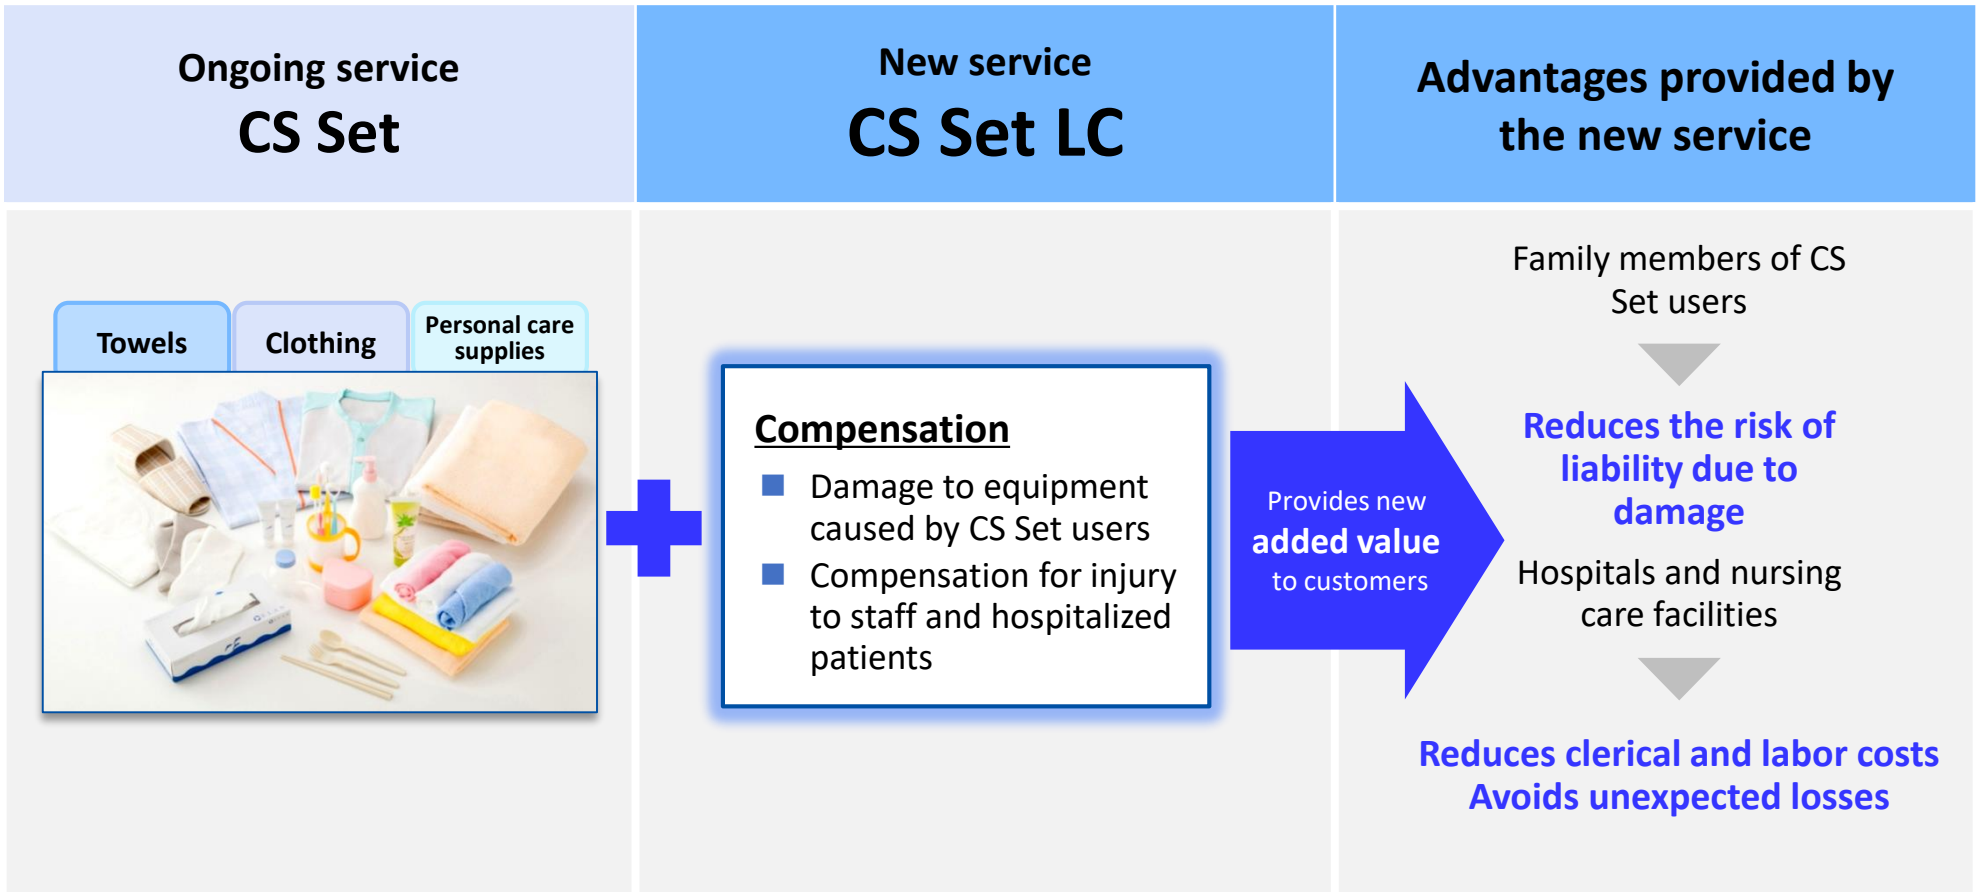 Ongoing service
CS Set
New service
CS Set LC
Advantages provided by
the new service
Towels
Clothing
Personal care
supplies
Compensation
Damage to equipment
caused by CS Set users
Compensation for injury
to staff and hospitalized
patients
Provides new
added value
to customers
Family members of CS
Set users
Reduces the risk of
liability due to
damage
Hospitals and nursing
care facilities
Reduces clerical and labor costs
Avoids unexpected losses